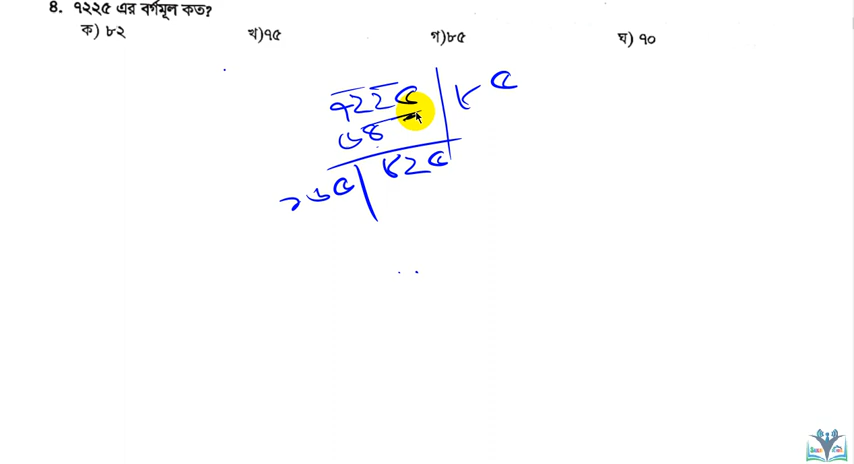 ৪. ৭২২৫ এর বর্গমূল কত?
ক) ৮২ খ)৭৫ গ)৮৫ ঘ) ৭০
৭২২৫ ৮৫
৬৪
১৬৫ ৮২৫